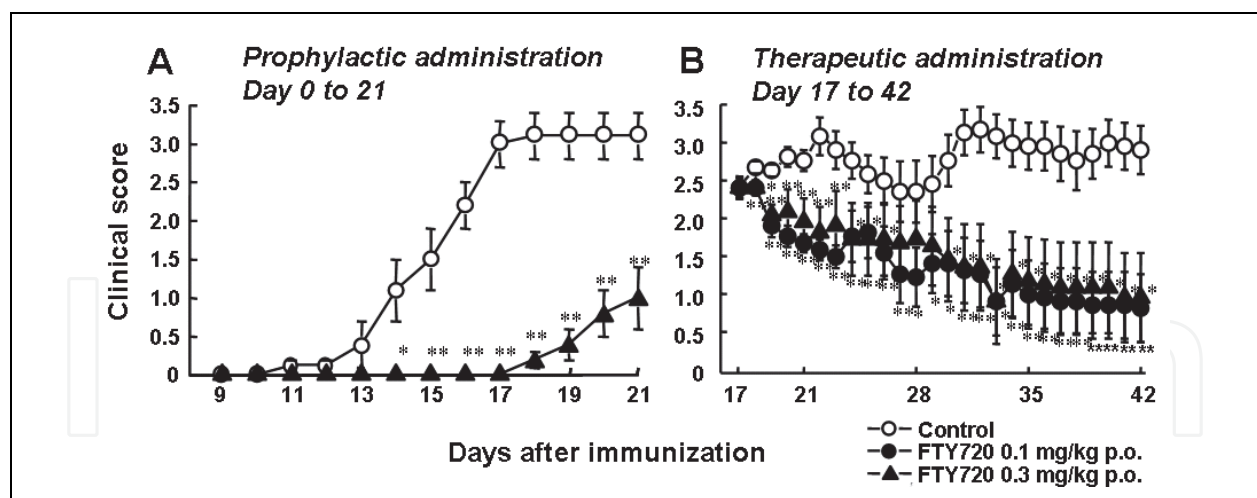 A Prophylactic administration
Day 0 to 21
B Therapeutic administration
Day 17 to 42
Clinical score
3.5
3.0
2.5
2.0
1.5
1.0
0.5
0
9 11 13 15 17 19 21
* ** ** ** ** ** ** **
3.5
3.0
2.5
2.0
1.5
1.0
0.5
0
17 21 28 35 42
Days after immunization
Control
FTY720 0.1 mg/kg p.o.
FTY720 0.3 mg/kg p.o.